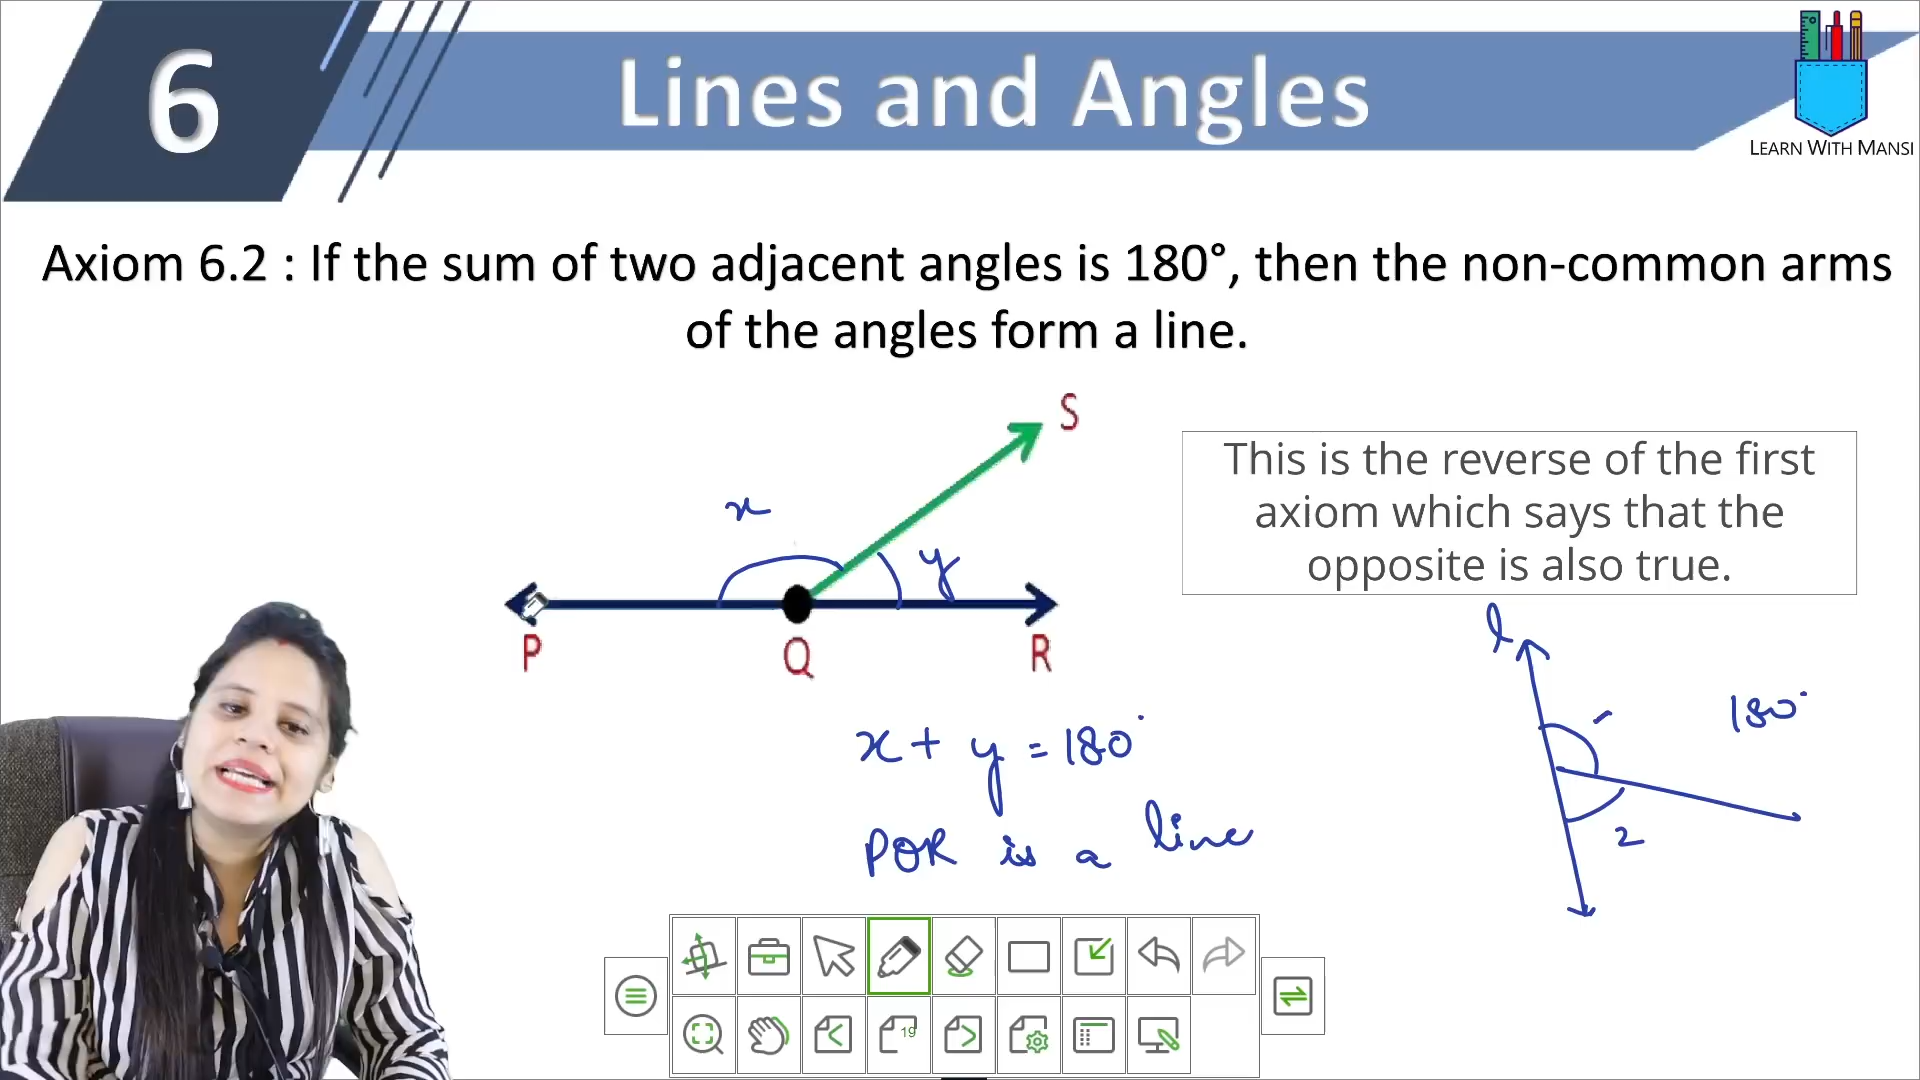 6
Lines and Angles
LEARN WITH MANSI
Axiom 6.2 : If the sum of two adjacent angles is 180°, then the non-common arms
of the angles form a line.
S
This is the reverse of the first
axiom which says that the
opposite is also true.
x
y
P
Q
R
l
1
180°
2
x + y = 180°
PQR is a line
19